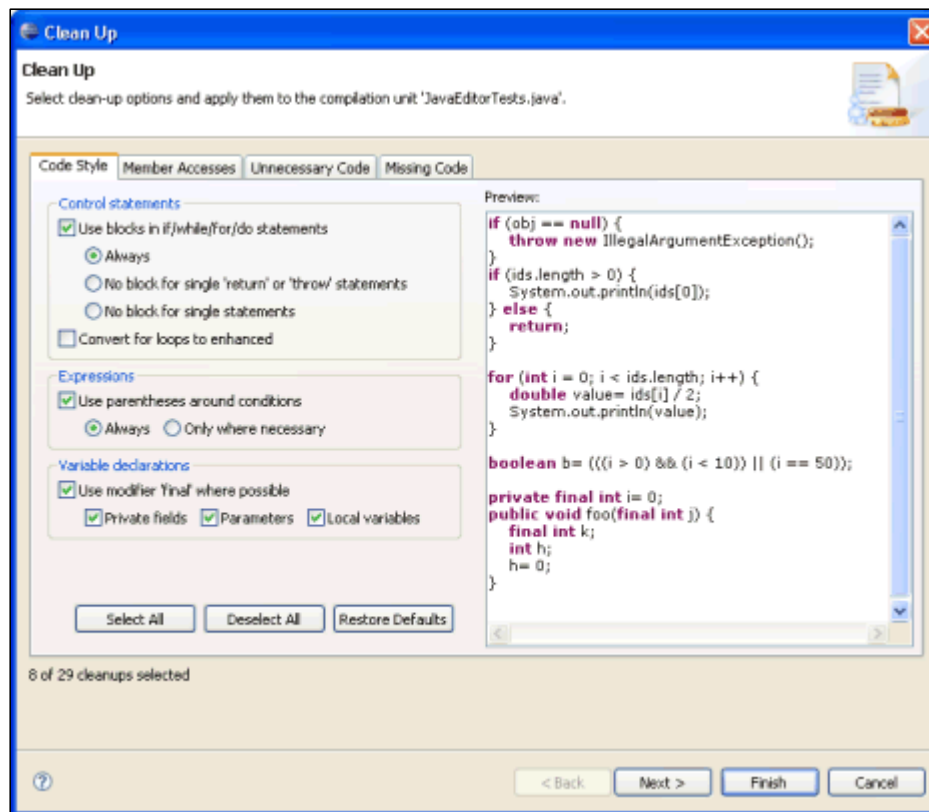 Clean Up
Clean Up
Select clean-up options and apply them to the compilation unit 'JavaEditorTests.java'.
Code Style Member Accesses Unnecessary Code Missing Code
Control statements
Use blocks in if/while/for/do statements
Always
No block for single 'return' or 'throw' statements
No block for single statements
Convert for loops to enhanced
Expressions
Use parentheses around conditions
Always Only where necessary
Variable declarations
Use modifier 'final' where possible
Private fields Parameters Local variables
Select All Deselect All Restore Defaults
Preview:
if (obj == null) {
throw new IllegalArgumentException();
}
if (ids.length > 0) {
System.out.println(ids[0]);
} else {
return;
}
for (int i = 0; i < ids.length; i++) {
double value= ids[i] / 2;
System.out.println(value);
}
boolean b= (((i > 0) && (i < 10)) || (i == 50));
private final int i= 0;
public void foo(final int j) {
final int k;
int h;
h= 0;
}
8 of 29 cleanups selected
? < Back Next > Finish Cancel